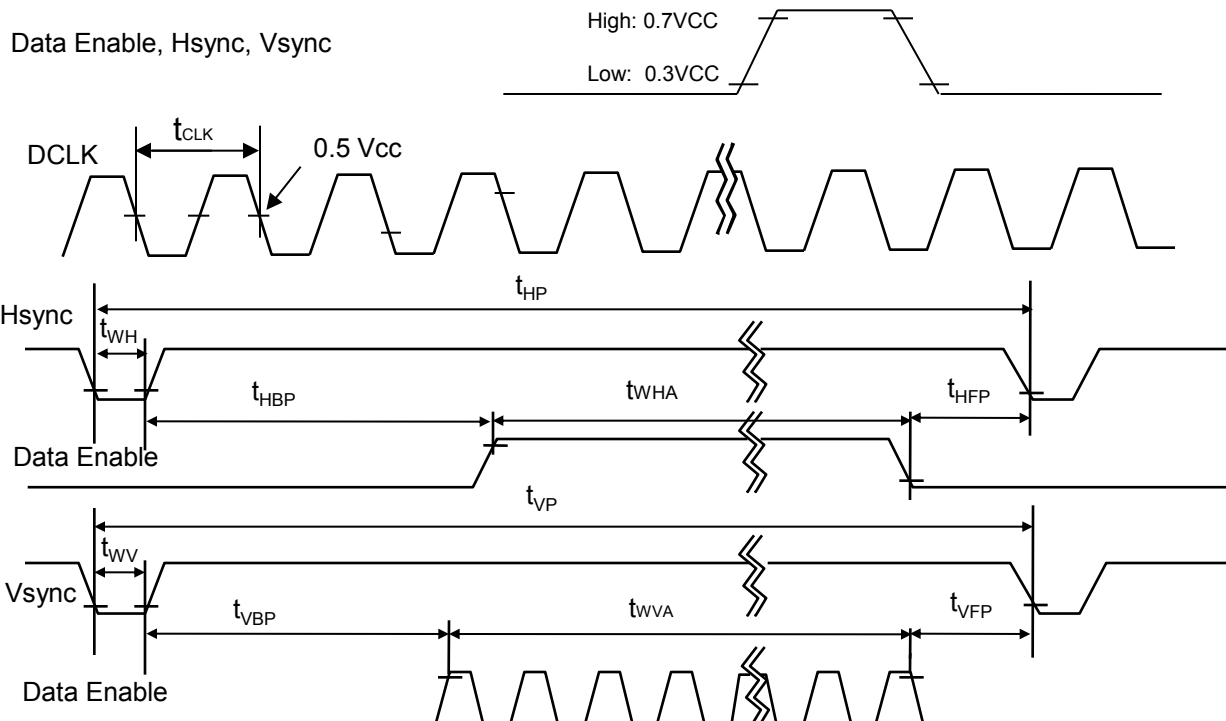 High: 0.7VCC
Data Enable, Hsync, Vsync
Low: 0.3VCC
tCLK
DCLK
0.5 Vcc
tHP
Hsync
tWH
tHBP
tWHA
tHFP
Data Enable
tVP
tWV
Vsync
tVBP
tWVA
tVFP
Data Enable